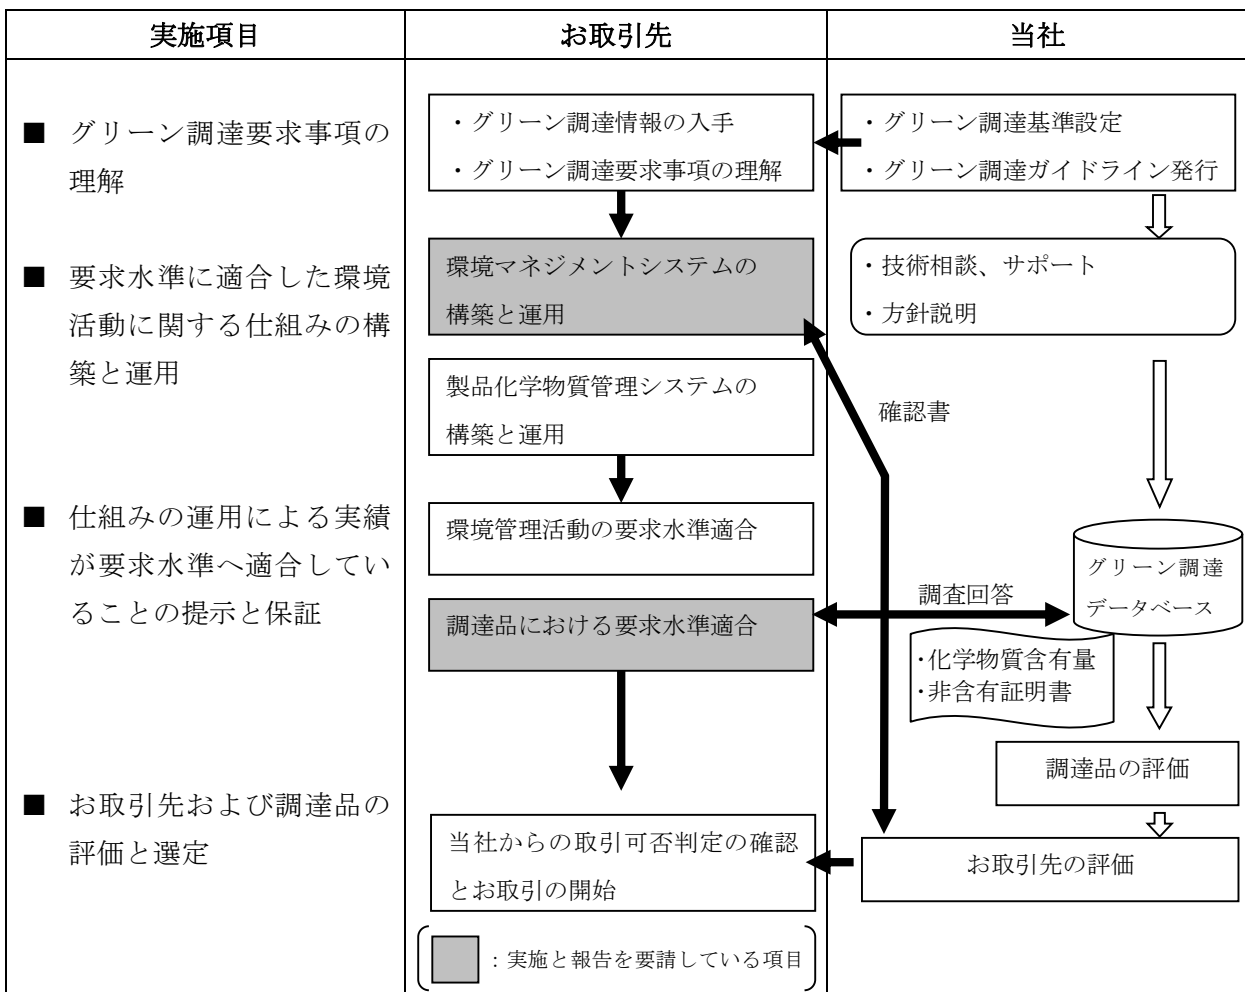 実施項目
お取引先
当社
■ グリーン調達要求事項の
理解
■ 要求水準に適合した環境
活動に関する仕組みの構
築と運用
■ 仕組みの運用による実績
が要求水準へ適合してい
ることの提示と保証
■ お取引先および調達品の
評価と選定
・グリーン調達情報の入手
・グリーン調達要求事項の理解
環境マネジメントシステムの
構築と運用
製品化学物質管理システムの
構築と運用
環境管理活動の要求水準適合
調達品における要求水準適合
当社からの取引可否判定の確認
とお取引の開始
：実施と報告を要請している項目
・グリーン調達基準設定
・グリーン調達ガイドライン発行
・技術相談、サポート
・方針説明
確認書
グリーン調達
データベース
調査回答
・化学物質含有量
・非含有証明書
調達品の評価
お取引先の評価